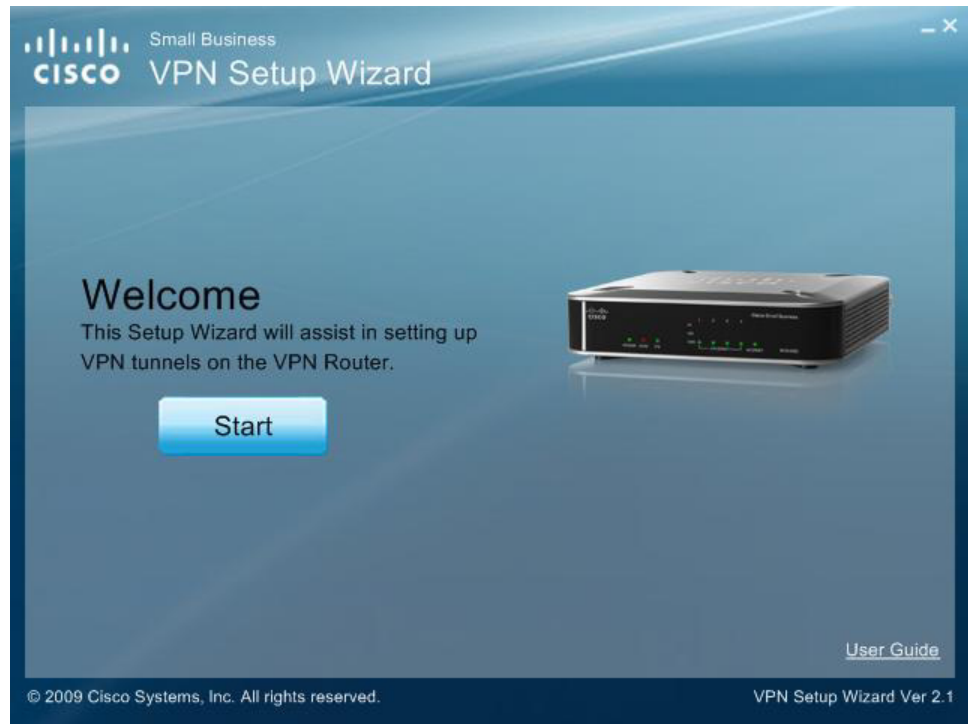 Small Business
CISCO VPN Setup Wizard
Welcome
This Setup Wizard will assist in setting up
VPN tunnels on the VPN Router.
Start
User Guide
© 2009 Cisco Systems, Inc. All rights reserved.
VPN Setup Wizard Ver 2.1